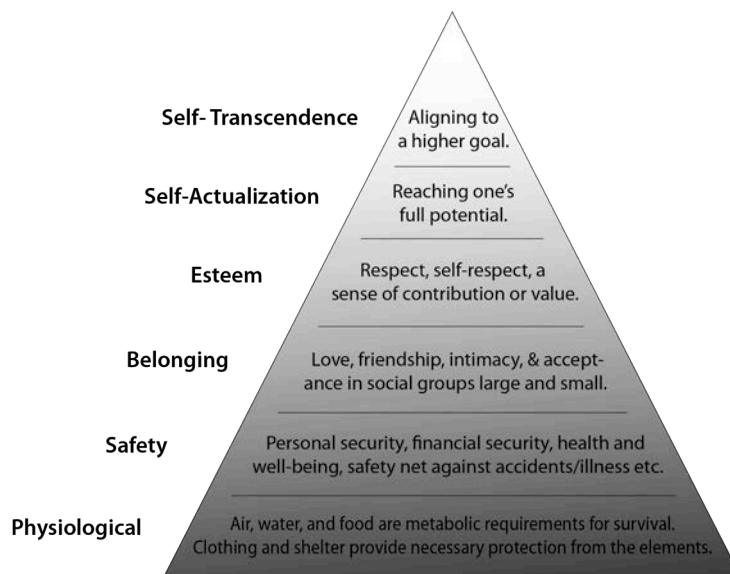 Self- Transcendence
Aligning to
a higher goal.
Self-Actualization
Reaching one's
full potential.
Esteem
Respect, self-respect, a
sense of contribution or value.
Belonging
Love, friendship, intimacy, & accept-
ance in social groups large and small.
Safety
Personal security, financial security, health and
well-being, safety net against accidents/illness etc.
Physiological
Air, water, and food are metabolic requirements for survival.
Clothing and shelter provide necessary protection from the elements.